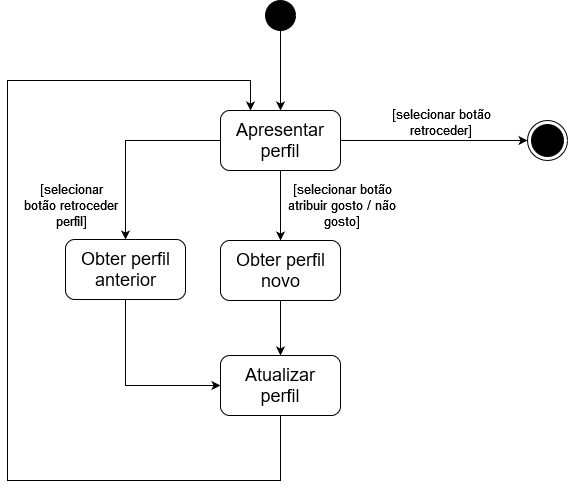 Apresentar
perfil
[selecionar botão
retroceder]
[selecionar
botão retroceder
perfil]
[selecionar botão
atribuir gosto / não
gosto]
Obter perfil
anterior
Obter perfil
novo
Atualizar
perfil